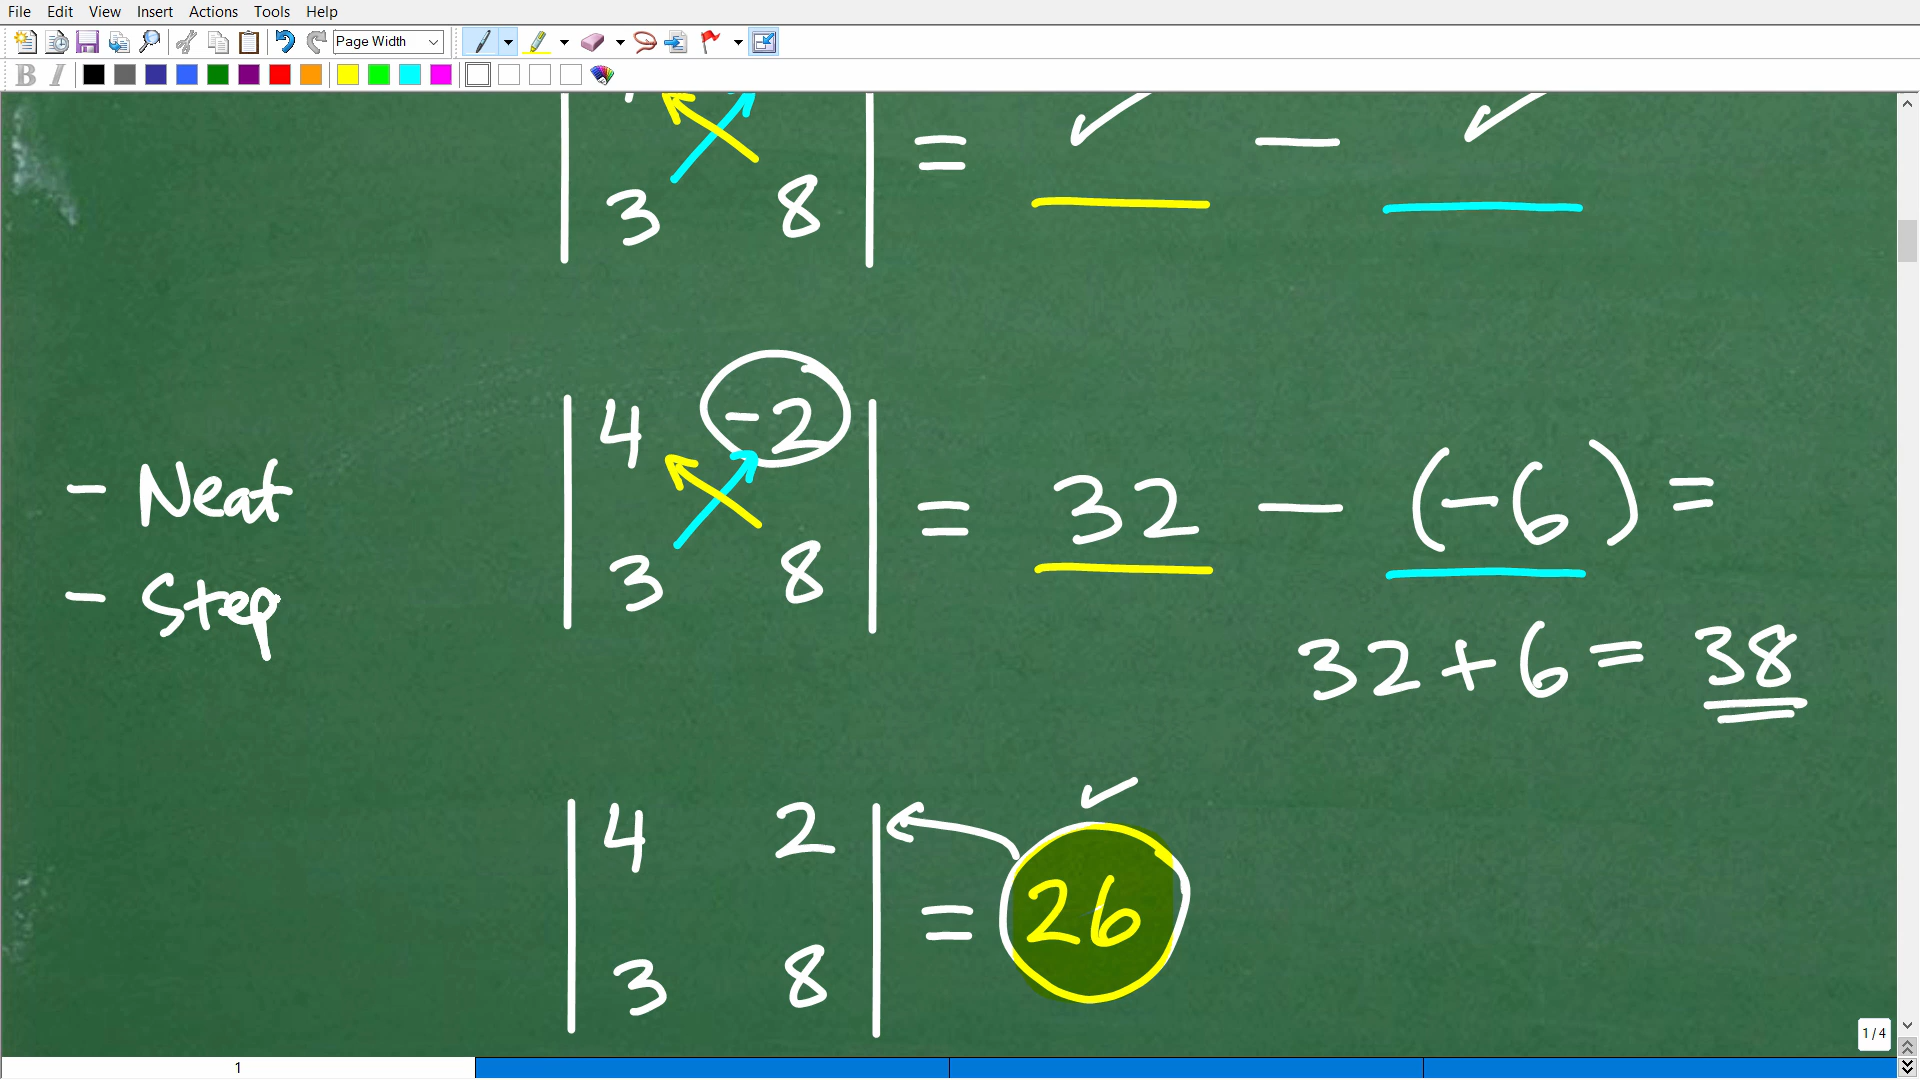 File Edit View Insert Actions Tools Help
Page Width
B I
3 8 = —
4 -2
3 8 = 32 — (-6) =
- Neat
- Step
32 + 6 = 38
4 2
3 8 = 26
1 / 4
1